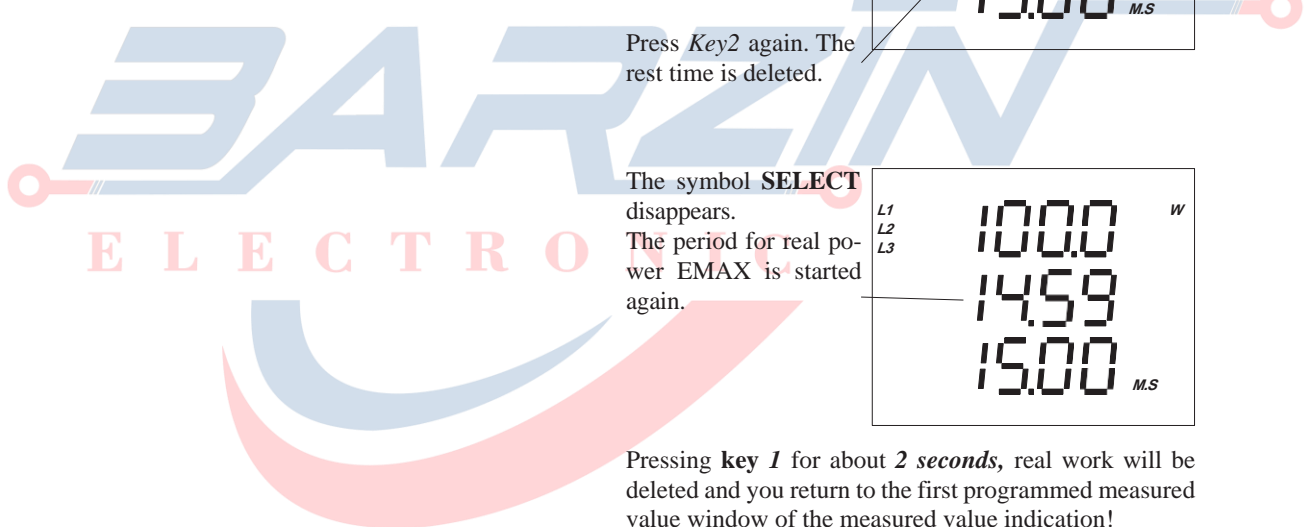 15.00 M.S
Press Key2 again. The
rest time is deleted.
BARZIN
ELECTRONIC
The symbol SELECT
disappears.
The period for real po-
wer EMAX is started
again.
L1
L2
L3
100.0 W
14.59
15.00 M.S
Pressing key 1 for about 2 seconds, real work will be
deleted and you return to the first programmed measured
value window of the measured value indication!